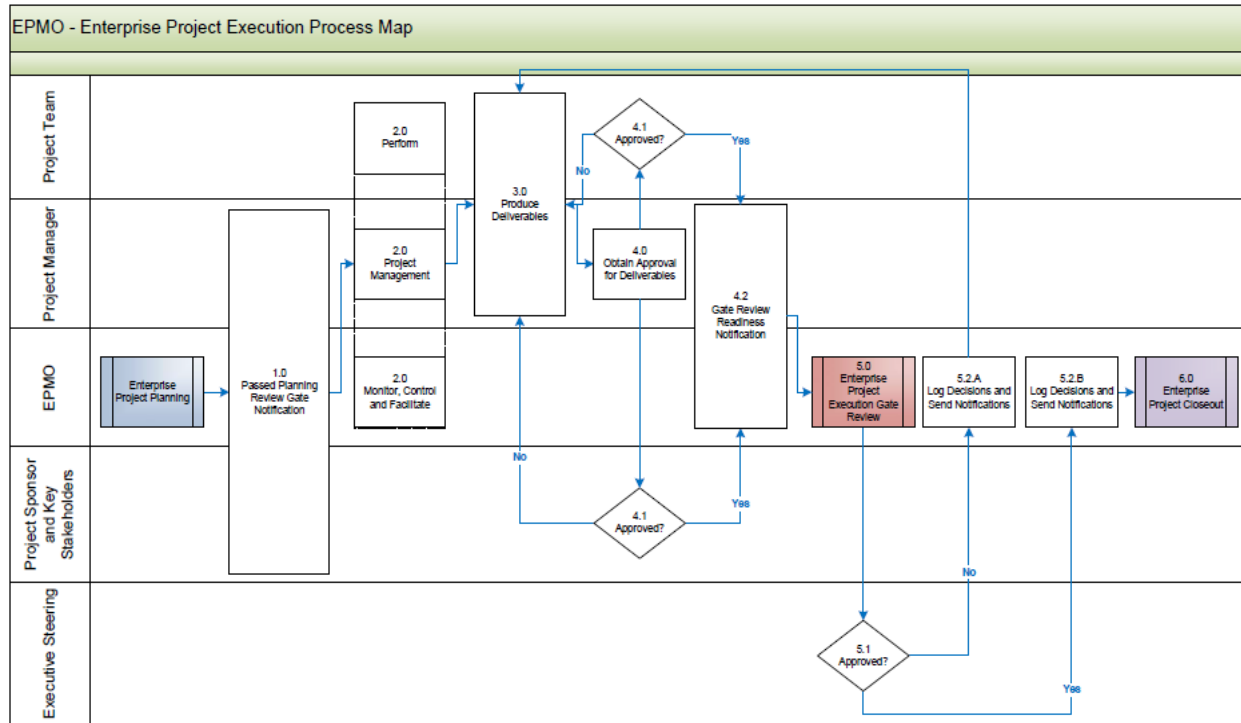 EPMO - Enterprise Project Execution Process Map
Project Team
2.0
Perform
3.0
Produce
Deliverables
4.1
Approved?
No
Yes
Project Manager
2.0
Project
Management
4.0
Obtain Approval
for Deliverables
4.2
Gate Review
Readiness
Notification
EPMO
Enterprise
Project Planning
1.0
Passed Planning
Review Gate
Notification
2.0
Monitor, Control
and Facilitate
5.0
Enterprise
Project
Execution Gate
Review
5.2.A
Log Decisions and
Send Notifications
5.2.B
Log Decisions and
Send Notifications
6.0
Enterprise
Project Closeout
Project Sponsor
and Key
Stakeholders
No
4.1
Approved?
Yes
No
Executive Steering
5.1
Approved?
Yes